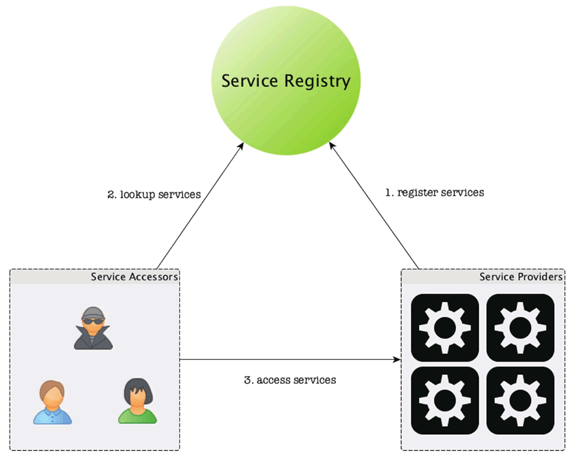 Service Registry
2. lookup services
1. register services
Service Accessors
Service Providers
3. access services